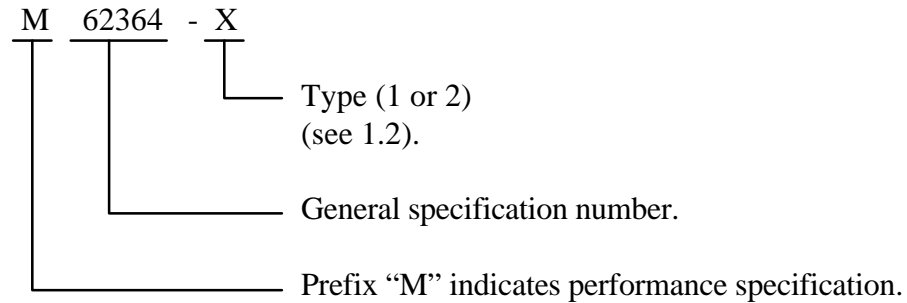 M 62364 - X
Type (1 or 2)
(see 1.2).
General specification number.
Prefix “M” indicates performance specification.